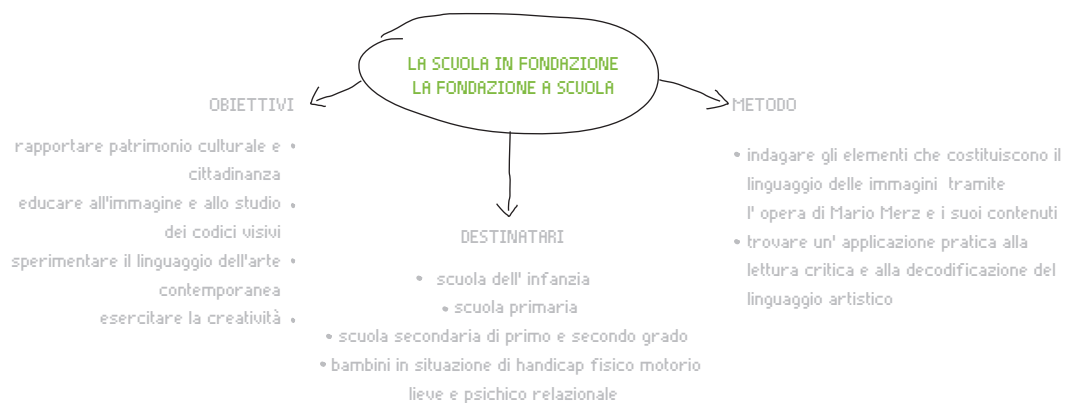 LA SCUOLA IN FONDAZIONE
LA FONDAZIONE A SCUOLA
OBIETTIVI
rapportare patrimonio culturale e •
cittadinanza
educare all'immagine e allo studio •
dei codici visivi
sperimentare il linguaggio dell'arte •
contemporanea
esercitare la creatività •
DESTINATARI
• scuola dell' infanzia
• scuola primaria
• scuola secondaria di primo e secondo grado
• bambini in situazione di handicap fisico motorio
lieve e psichico relazionale
METODO
• indagare gli elementi che costituiscono il
linguaggio delle immagini tramite
l' opera di Mario Merz e i suoi contenuti
• trovare un' applicazione pratica alla
lettura critica e alla decodificazione del
linguaggio artistico